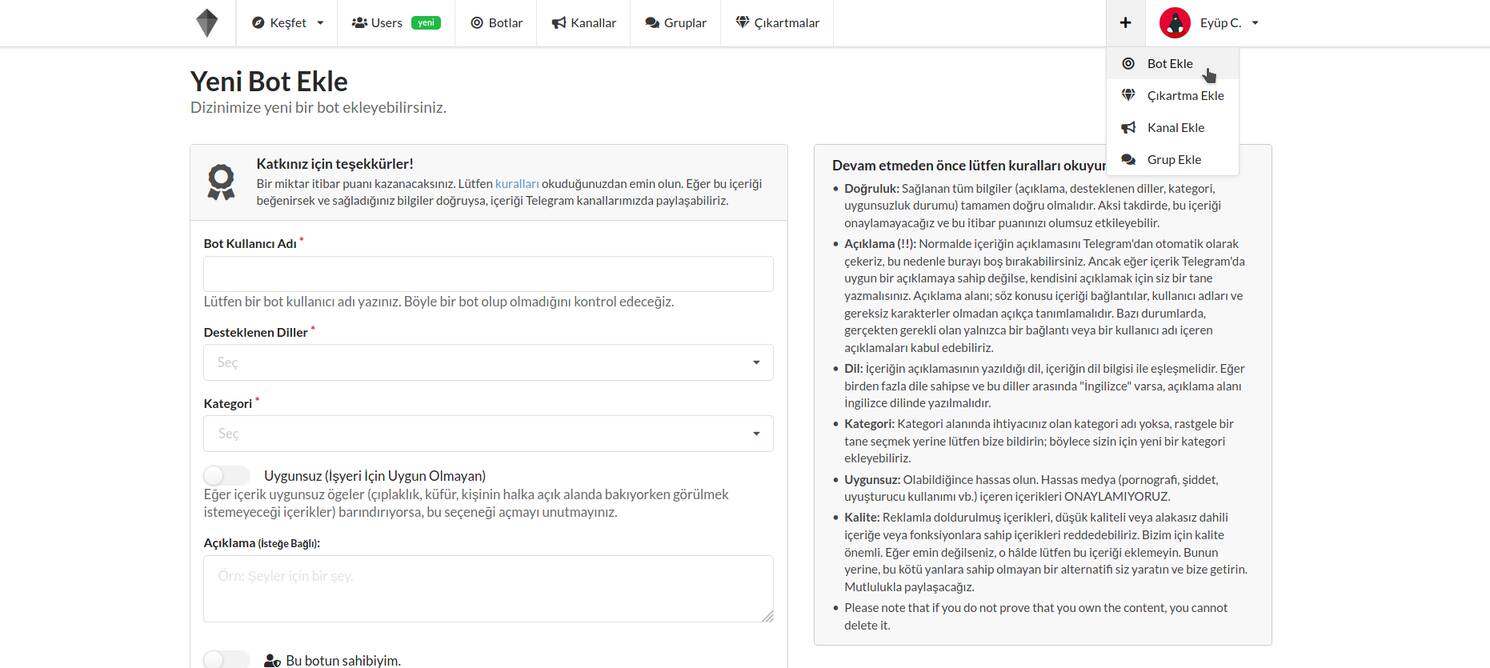 Keşfet
Users yeni
Botlar
Kanallar
Gruplar
Çıkartmalar
Eyüp C.
Bot Ekle
Çıkartma Ekle
Kanal Ekle
Grup Ekle
Yeni Bot Ekle
Dizinimize yeni bir bot ekleyebilirsiniz.
Katkınız için teşekkürler!
Bir miktar itibar puanı kazanacaksınız. Lütfen kuralları okuduğunuzdan emin olun. Eğer bu içeriği
beğenirsek ve sağladığınız bilgiler doğruysa, içeriği Telegram kanallarımızda paylaşabiliriz.
Bot Kullanıcı Adı *
Lütfen bir bot kullanıcı adı yazınız. Böyle bir bot olup olmadığını kontrol edeceğiz.
Desteklenen Diller *
Seç
Kategori *
Seç
Uygunsuz (İşyeri İçin Uygun Olmayan)
Eğer içerik uygunsuz ögeler (çıplaklık, küfür, kişinin halka açık alanda bakıyorken görülmek
istemeyeceği içerikler) barındırıyorsa, bu seçeneği açmayı unutmayınız.
Açıklama (İsteğe Bağlı):
Örn: Şeyler için bir şey.
Bu botun sahibiyim.
Devam etmeden önce lütfen kuralları
• Doğruluk: Sağlanan tüm bilgiler (açıklama, desteklenen diller, kategori,
uygunsuzluk durumu) tamamen doğru olmalıdır. Aksi takdirde, bu içeriği
onaylamayacağız ve bu itibar puanınızı olumsuz etkileyebilir.
• Açıklama (!!): Normalde içeriğin açıklamasını Telegram'dan otomatik olarak
çekeriz, bu nedenle burayı boş bırakabilirsiniz. Ancak eğer içerik Telegram'da
uygun bir açıklamaya sahip değilse, kendisini açıklamak için siz bir tane
yazmalısınız. Açıklama alanı; söz konusu içeriği bağlantılar, kullanıcı adları ve
gereksiz karakterler olmadan açıkça tanımlamalıdır. Bazı durumlarda,
gerçekten gerekli olan yalnızca bir bağlantı veya bir kullanıcı adı içeren
açıklamaları kabul edebiliriz.
• Dil: İçeriğin açıklamasının yazıldığı dil, içeriğin dil bilgisi ile eşleşmelidir. Eğer
birden fazla dile sahipse ve bu diller arasında "İngilizce" varsa, açıklama alanı
İngilizce dilinde yazılmalıdır.
• Kategori: Kategori alanında ihtiyacınız olan kategori adı yoksa, rastgele bir
tane seçmek yerine lütfen bize bildirin; böylece sizin için yeni bir kategori
ekleyebiliriz.
• Uygunsuz: Olabildiğince hassas olun. Hassas medya (pornografi, şiddet,
uyuşturucu kullanımı vb.) içeren içerikleri ONAYLAMIYORUZ.
• Kalite: Reklamla doldurulmuş içerikleri, düşük kaliteli veya alakasız dahili
içeriğe veya fonksiyonlara sahip içerikleri reddedebiliriz. Bizim için kalite
önemli. Eğer emin değilseniz, o hâlde lütfen bu içeriği eklemeyin. Bunun
yerine, bu kötü yanlara sahip olmayan bir alternatifi siz yaratın ve bize getirin.
Mutlulukla paylaşacağız.
• Please note that if you do not prove that you own the content, you cannot
delete it.